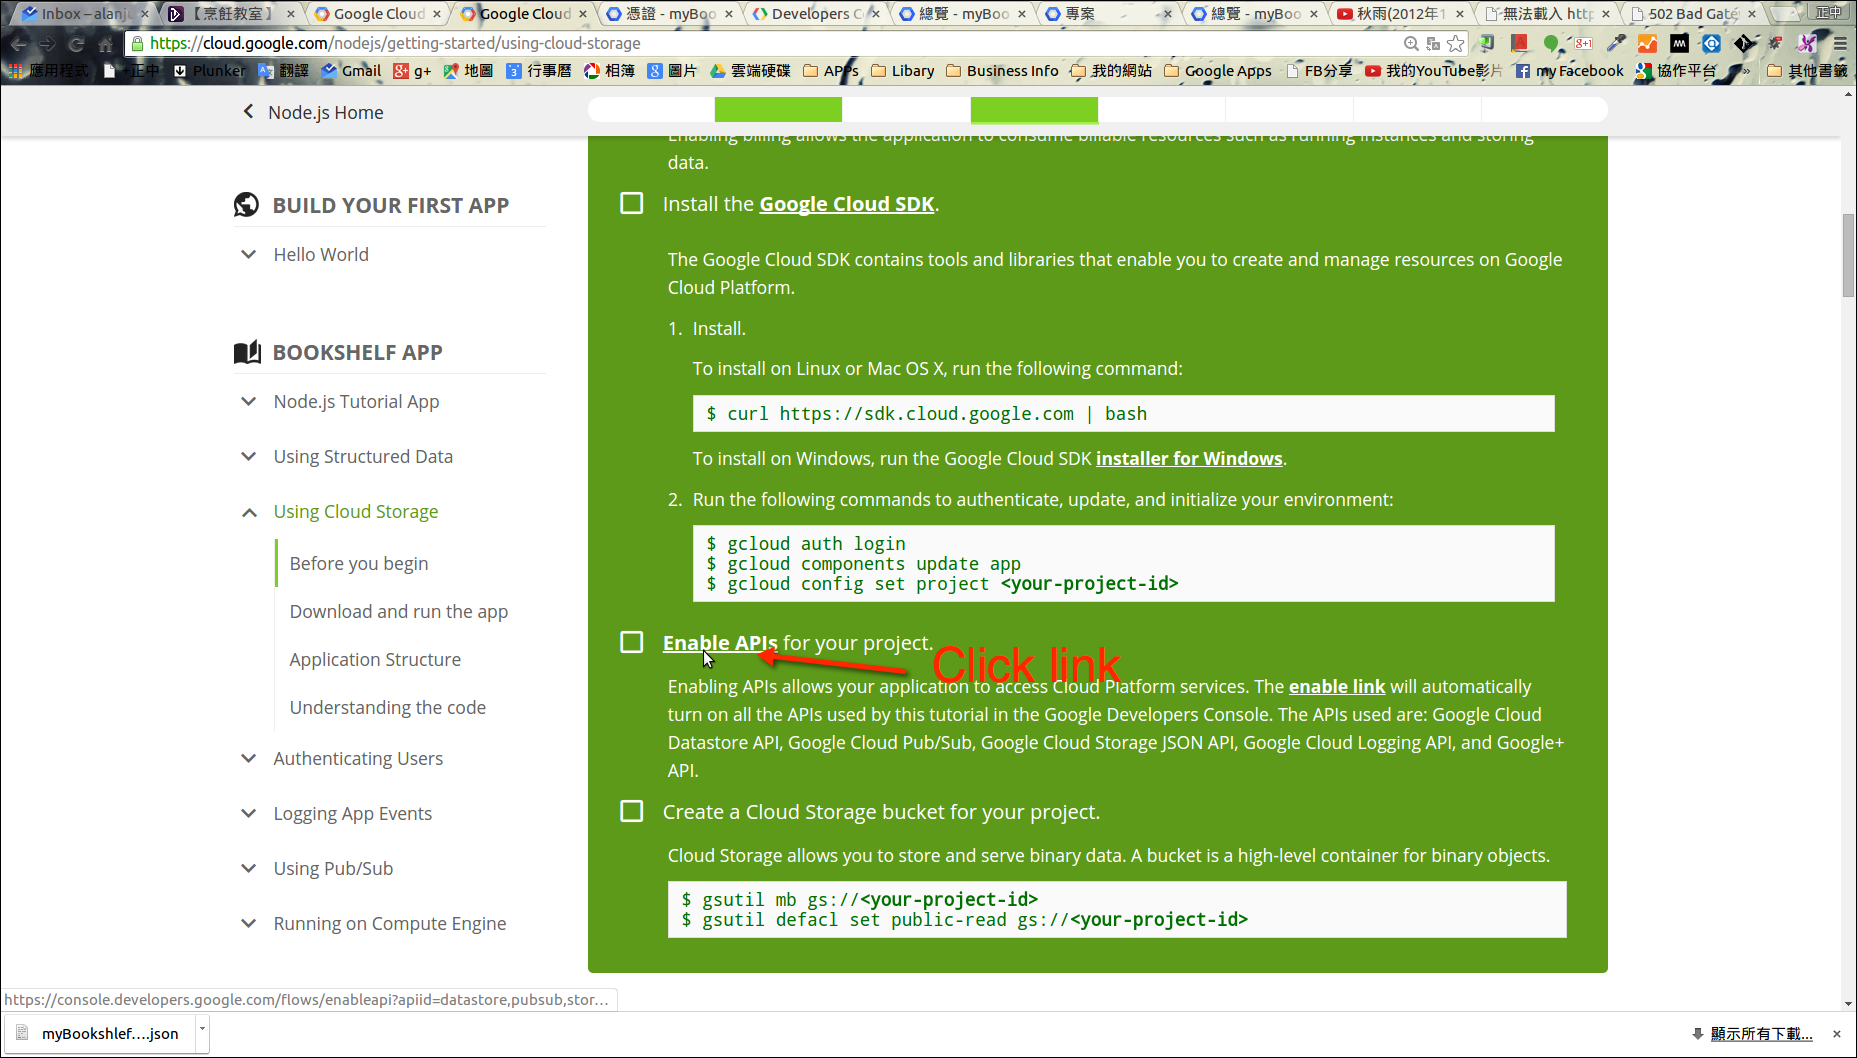 Inbox – alanj
【烹飪教室】
Google Cloud
Google Cloud
憑證 - myBoo
Developers C
總覽 - myBoo
專案
總覽 - myBoo
秋雨(2012年1
無法載入 http
502 Bad Gate
正中
https://cloud.google.com/nodejs/getting-started/using-cloud-storage
應用程式
+正中
Plunker
翻譯
Gmail
g+
地圖
行事曆
相簿
圖片
雲端硬碟
APPs
Libary
Business Info
我的網站
Google Apps
FB分享
我的YouTube影片
my Facebook
協作平台
»
其他書籤
Node.js Home
BUILD YOUR FIRST APP
Hello World
BOOKSHELF APP
Node.js Tutorial App
Using Structured Data
Using Cloud Storage
Before you begin
Download and run the app
Application Structure
Understanding the code
Authenticating Users
Logging App Events
Using Pub/Sub
Running on Compute Engine
Enabling billing allows the application to consume billable resources such as running instances and storing
data.
Install the Google Cloud SDK.
The Google Cloud SDK contains tools and libraries that enable you to create and manage resources on Google
Cloud Platform.
1. Install.
To install on Linux or Mac OS X, run the following command:
$ curl https://sdk.cloud.google.com | bash
To install on Windows, run the Google Cloud SDK installer for Windows.
2. Run the following commands to authenticate, update, and initialize your environment:
$ gcloud auth login
$ gcloud components update app
$ gcloud config set project <your-project-id>
Enable APIs for your project.
Click link
Enabling APIs allows your application to access Cloud Platform services. The enable link will automatically
turn on all the APIs used by this tutorial in the Google Developers Console. The APIs used are: Google Cloud
Datastore API, Google Cloud Pub/Sub, Google Cloud Storage JSON API, Google Cloud Logging API, and Google+
API.
Create a Cloud Storage bucket for your project.
Cloud Storage allows you to store and serve binary data. A bucket is a high-level container for binary objects.
$ gsutil mb gs://<your-project-id>
$ gsutil defacl set public-read gs://<your-project-id>
https://console.developers.google.com/flows/enableapi?apiid=datastore,pubsub,stor...
myBookshlef....json
顯示所有下載...